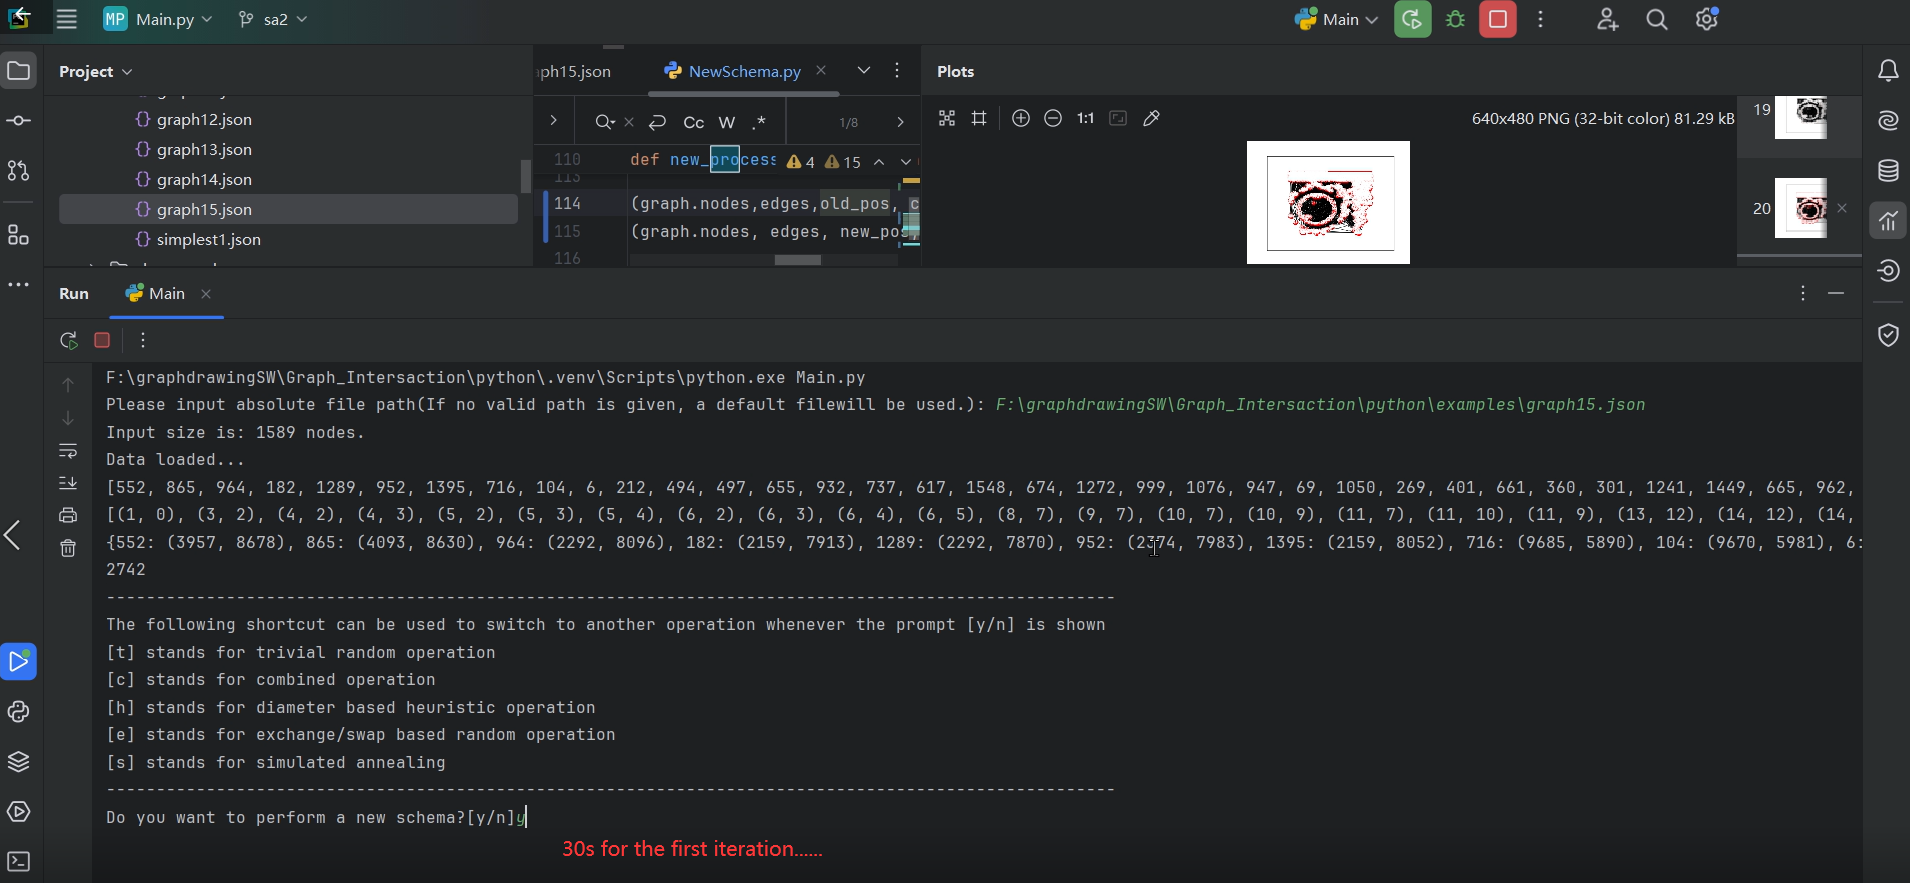 MP Main.py sa2 Main
Project
graph12.json
graph13.json
graph14.json
graph15.json
simplest1.json
ph15.json NewSchema.py
Cc W .* 1/8
110 def new_process 4 15
113
114 (graph.nodes,edges,old_pos, c
115 (graph.nodes, edges, new_pos,
116
Plots
1:1 640x480 PNG (32-bit color) 81.29 kB
19
20
Run Main
F:\graphdrawingSW\Graph_Intersaction\python\.venv\Scripts\python.exe Main.py
Please input absolute file path(If no valid path is given, a default filewill be used.): F:\graphdrawingSW\Graph_Intersaction\python\examples\graph15.json
Input size is: 1589 nodes.
Data loaded...
[552, 865, 964, 182, 1289, 952, 1395, 716, 104, 6, 212, 494, 497, 655, 932, 737, 617, 1548, 674, 1272, 999, 1076, 947, 69, 1050, 269, 401, 661, 360, 301, 1241, 1449, 665, 962,
[(1, 0), (3, 2), (4, 2), (4, 3), (5, 2), (5, 3), (5, 4), (6, 2), (6, 3), (6, 4), (6, 5), (8, 7), (9, 7), (10, 7), (10, 9), (11, 7), (11, 10), (11, 9), (13, 12), (14, 12), (14,
{552: (3957, 8678), 865: (4093, 8630), 964: (2292, 8096), 182: (2159, 7913), 1289: (2292, 7870), 952: (2374, 7983), 1395: (2159, 8052), 716: (9685, 5890), 104: (9670, 5981), 6:
2742
-----------------------------------------------------------------------------------------------------
The following shortcut can be used to switch to another operation whenever the prompt [y/n] is shown
[t] stands for trivial random operation
[c] stands for combined operation
[h] stands for diameter based heuristic operation
[e] stands for exchange/swap based random operation
[s] stands for simulated annealing
-----------------------------------------------------------------------------------------------------
Do you want to perform a new schema?[y/n]y
30s for the first iteration......